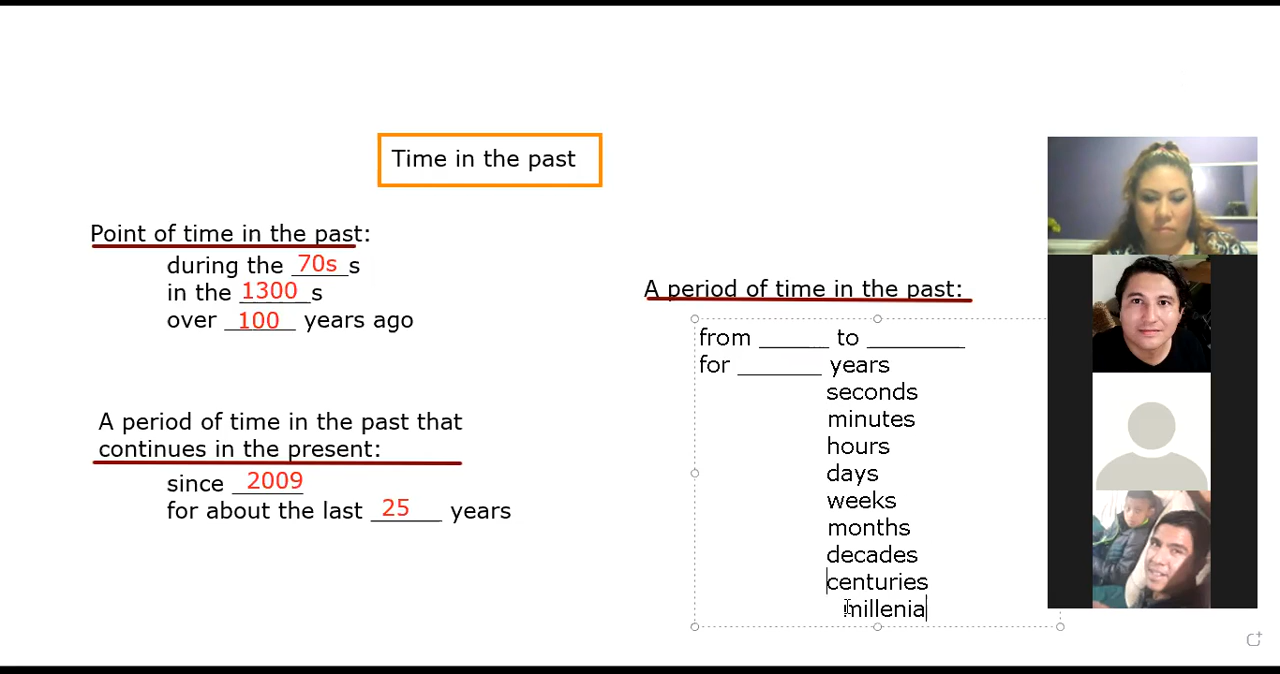 Time in the past
Point of time in the past:
during the 70s s
in the 1300 s
over 100 years ago
A period of time in the past that
continues in the present:
since 2009
for about the last 25 years
A period of time in the past:
from ______ to ________
for _______ years
seconds
minutes
hours
days
weeks
months
decades
centuries
millenia